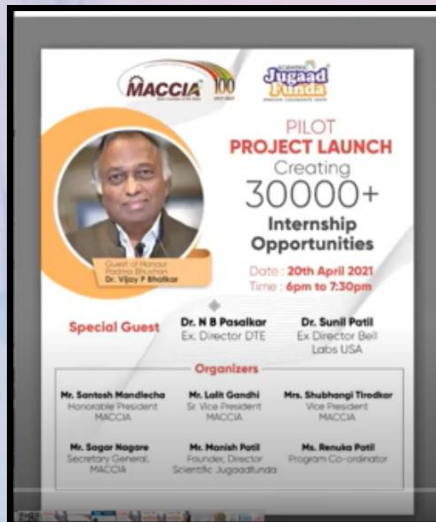 MACCIA
100
Jugaad
Funda
PILOT
PROJECT LAUNCH
Creating
30000+
Internship
Opportunities
Date : 20th April 2021
Time : 6pm to 7:30pm
Guest of Honour
Padma Bhushan
Dr. Vijay P Bhatkar
Special Guest
Dr. N B Pasalkar
Ex. Director DTE
Dr. Sunil Patil
Ex Director Bell
Labs USA
Organizers
Mr. Santosh Mandlecha
Honorable President
MACCIA
Mr. Lalit Gandhi
Sr. Vice President
MACCIA
Mrs. Shubhangi Tirodkar
Vice President
MACCIA
Mr. Sagar Nagare
Secretary General,
MACCIA
Mr. Manish Patil
Founder, Director
Scientific Jugaadfunda
Ms. Renuka Patil
Program Co-ordinator